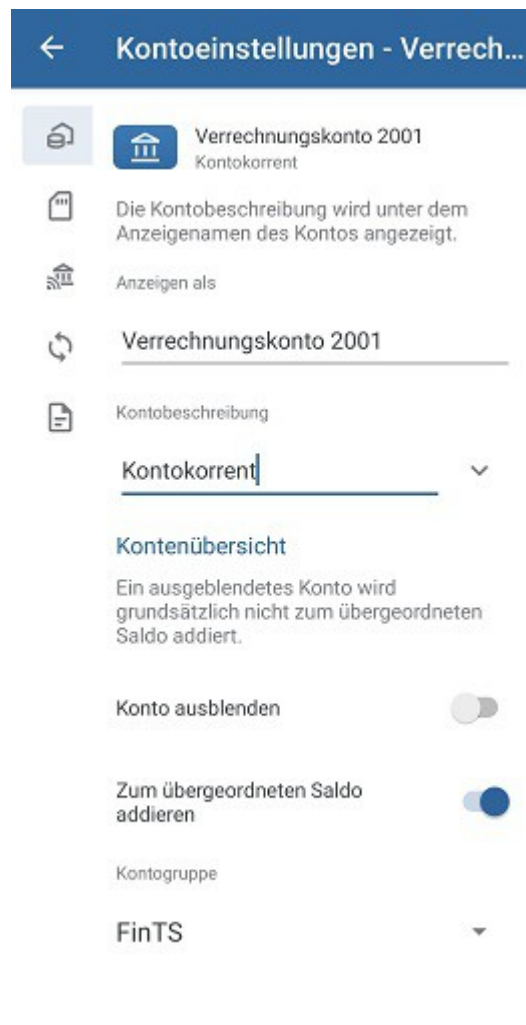 Kontoeinstellungen - Verrech...
Verrechnungskonto 2001
Kontokorrent
Die Kontobeschreibung wird unter dem
Anzeigenamen des Kontos angezeigt.
Anzeigen als
Verrechnungskonto 2001
Kontobeschreibung
Kontokorrent
Kontenübersicht
Ein ausgeblendetes Konto wird
grundsätzlich nicht zum übergeordneten
Saldo addiert.
Konto ausblenden
Zum übergeordneten Saldo
addieren
Kontogruppe
FinTS